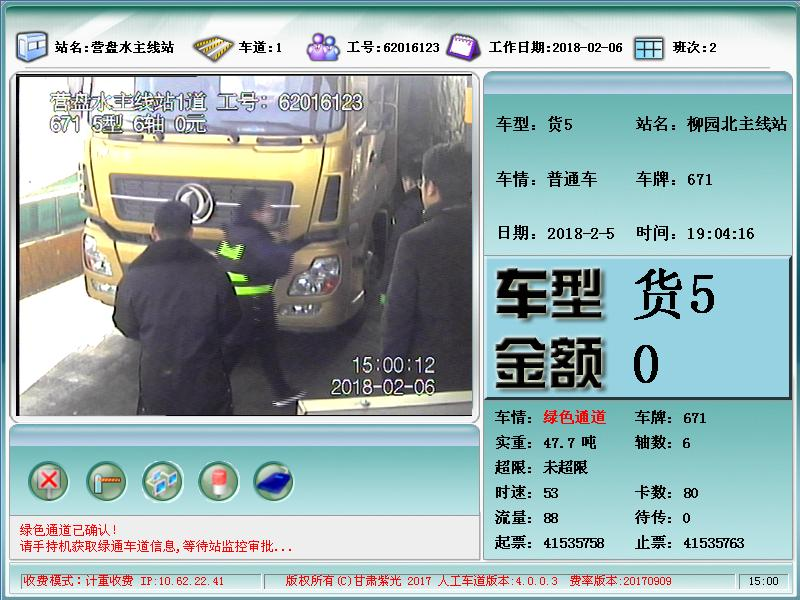 站名:营盘水主线站 车道:1 工号:62016123 工作日期:2018-02-06 班次:2
营盘水主线站1道 工号: 62016123
671 5型 6轴 0元
15:00:12
2018-02-06
车型: 货5 站名: 柳园北主线站
车情: 普通车 车牌: 671
日期: 2018-2-5 时间: 19:04:16
车型 货5
金额 0
车情: 绿色通道 车牌: 671
实重: 47.7 吨 轴数: 6
超限: 未超限
时速: 53 卡数: 80
流量: 88 待传: 0
起票: 41535758 止票: 41535763
绿色通道已确认!
请手持机获取绿通车道信息,等待站监控审批...
收费模式: 计重收费 IP:10.62.22.41 版权所有(C)甘肃紫光 2017 人工车道版本:4.0.0.3 费率版本:20170909 15:00